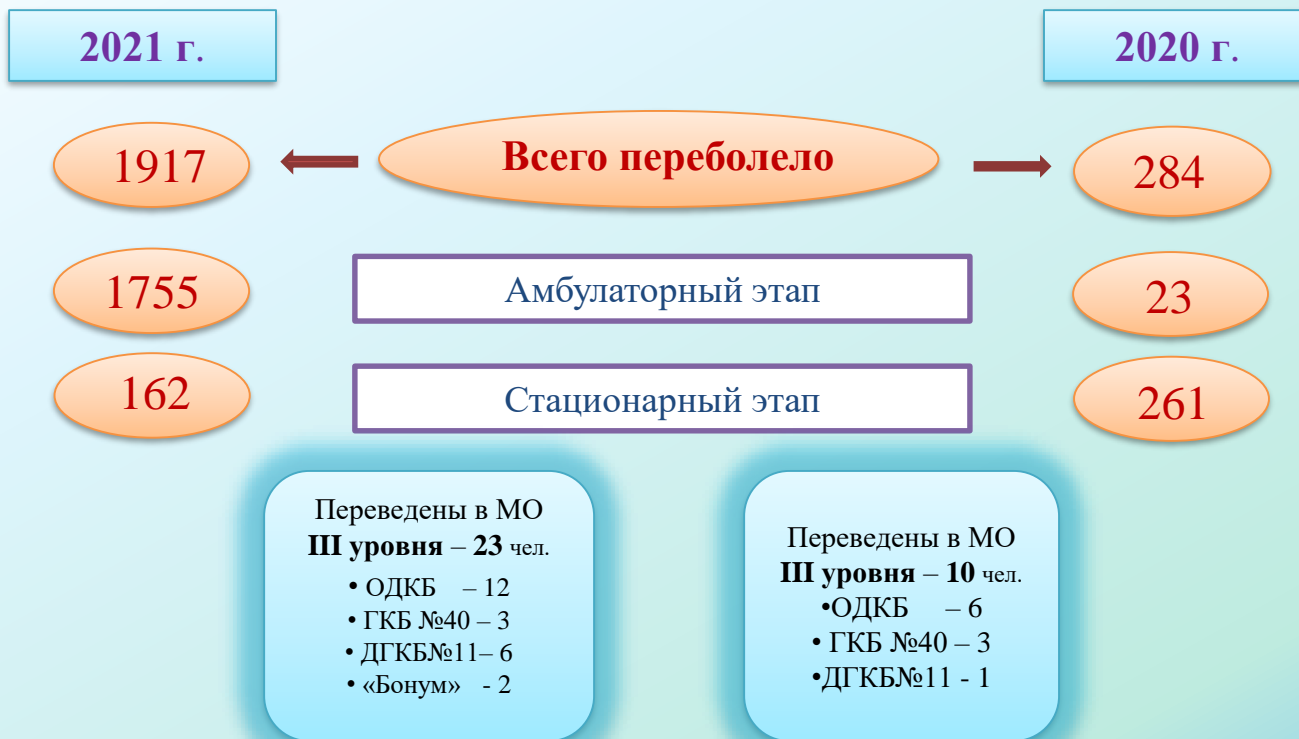 2021 г.
2020 г.
1917
Всего переболело
284
1755
Амбулаторный этап
23
162
Стационарный этап
261
Переведены в МО
III уровня – 23 чел.
• ОДКБ – 12
• ГКБ №40 – 3
• ДГКБ№11– 6
• «Бонум» - 2
Переведены в МО
III уровня – 10 чел.
•ОДКБ – 6
• ГКБ №40 – 3
•ДГКБ№11 - 1